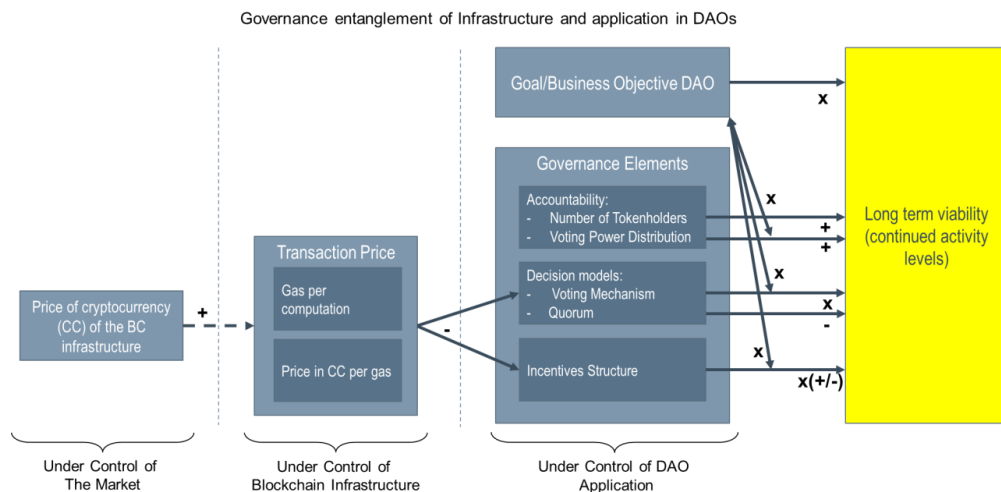 Governance entanglement of Infrastructure and application in DAOs
Goal/Business Objective DAO
x
Governance Elements
Accountability:
- Number of Tokenholders
- Voting Power Distribution
x
+
+
Long term viability
(continued activity
levels)
Transaction Price
Gas per
computation
Price in CC per gas
Price of cryptocurrency
(CC) of the BC
infrastructure
+
-
Decision models:
- Voting Mechanism
- Quorum
x
x
-
Incentives Structure
x
x(+/-)
Under Control of
The Market
Under Control of
Blockchain Infrastructure
Under Control of DAO
Application